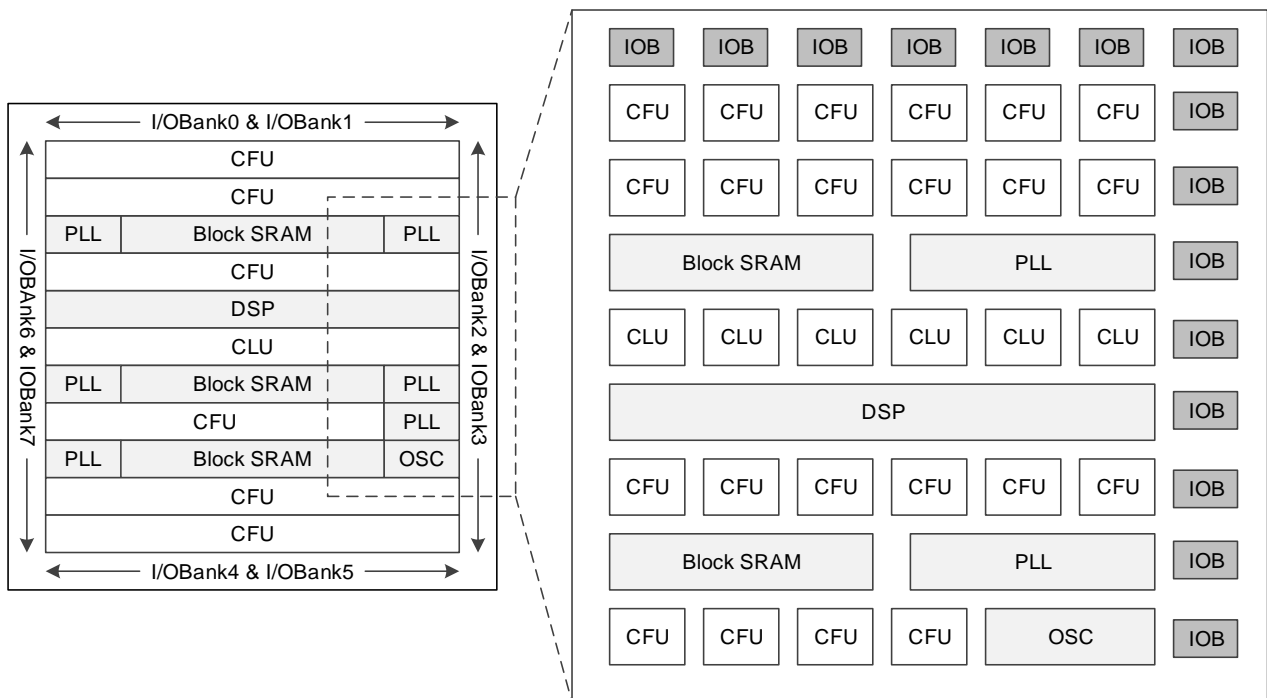 I/OBank0 & I/OBank1
CFU
CFU
PLL Block SRAM PLL
CFU
DSP
CLU
PLL Block SRAM PLL
CFU PLL
PLL Block SRAM OSC
CFU
CFU
I/OBank4 & I/OBank5
I/OBAnk6 & IOBank7
I/OBank2 & IOBank3
IOB IOB IOB IOB IOB IOB IOB
CFU CFU CFU CFU CFU CFU IOB
CFU CFU CFU CFU CFU CFU IOB
Block SRAM PLL IOB
CLU CLU CLU CLU CLU CLU IOB
DSP IOB
CFU CFU CFU CFU CFU CFU IOB
Block SRAM PLL IOB
CFU CFU CFU CFU OSC IOB